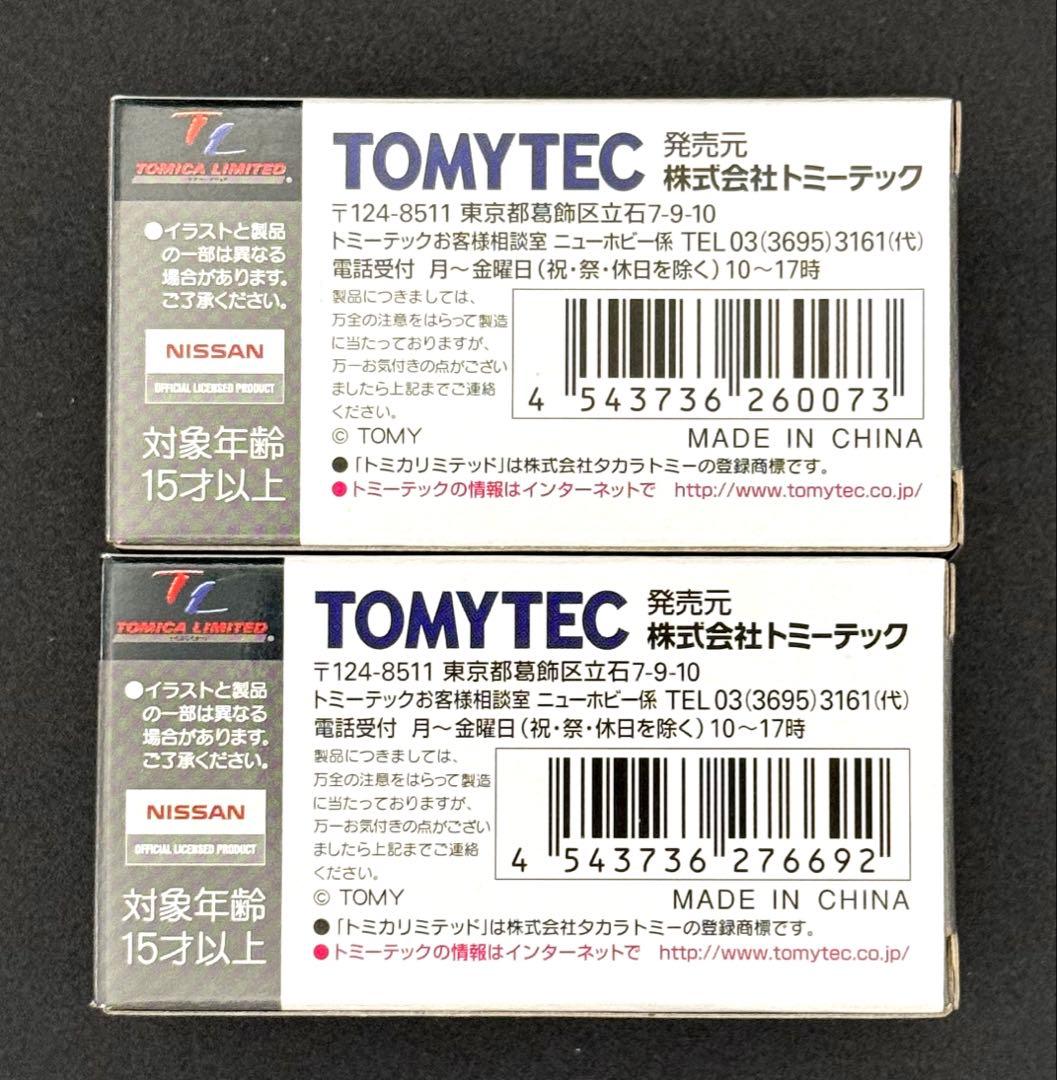 TL
TOMICA LIMITED
●イラストと製品
の一部は異なる
場合があります。
ご了承ください。
NISSAN
OFFICIAL LICENSED PRODUCT
対象年齢
15才以上
TOMYTEC 発売元
株式会社トミーテック
〒124-8511 東京都葛飾区立石7-9-10
トミーテックお客様相談室 ニューホビー係 TEL 03(3695)3161(代)
電話受付 月〜金曜日(祝・祭・休日を除く)10〜17時
製品につきましては、
万全の注意をはらって製造
に当たっておりますが、
万一お気付きの点がござい
ましたら上記までご連絡
ください。
4 543736 260073
© TOMY MADE IN CHINA
●「トミカリミテッド」は株式会社タカラトミーの登録商標です。
●トミーテックの情報はインターネットで http://www.tomytec.co.jp/
TL
TOMICA LIMITED
●イラストと製品
の一部は異なる
場合があります。
ご了承ください。
NISSAN
OFFICIAL LICENSED PRODUCT
対象年齢
15才以上
TOMYTEC 発売元
株式会社トミーテック
〒124-8511 東京都葛飾区立石7-9-10
トミーテックお客様相談室 ニューホビー係 TEL 03(3695)3161(代)
電話受付 月〜金曜日(祝・祭・休日を除く)10〜17時
製品につきましては、
万全の注意をはらって製造
に当たっておりますが、
万一お気付きの点がござい
ましたら上記までご連絡
ください。
4 543736 276692
© TOMY MADE IN CHINA
●「トミカリミテッド」は株式会社タカラトミーの登録商標です。
●トミーテックの情報はインターネットで http://www.tomytec.co.jp/